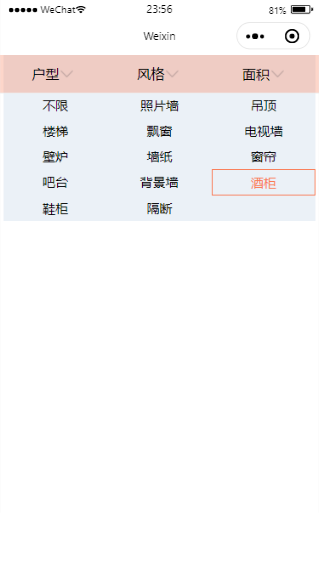 WeChat 23:56 81%
Weixin
户型 风格 面积
不限 照片墙 吊顶
楼梯 飘窗 电视墙
壁炉 墙纸 窗帘
吧台 背景墙 酒柜
鞋柜 隔断